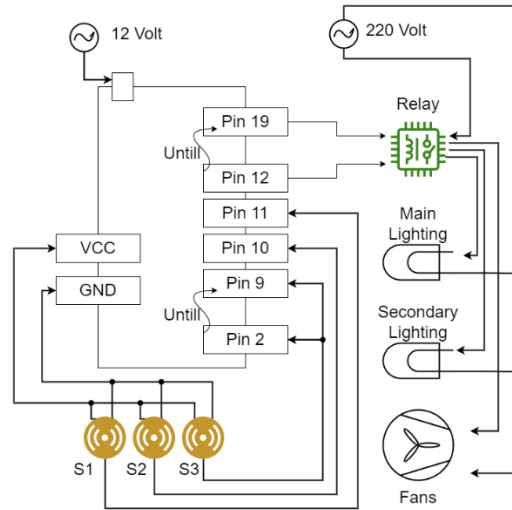 12 Volt
220 Volt
Relay
Pin 19
Untill
Pin 12
Pin 11
Main
Lighting
VCC
Pin 10
GND
Pin 9
Untill
Secondary
Lighting
Pin 2
S1
S2
S3
Fans